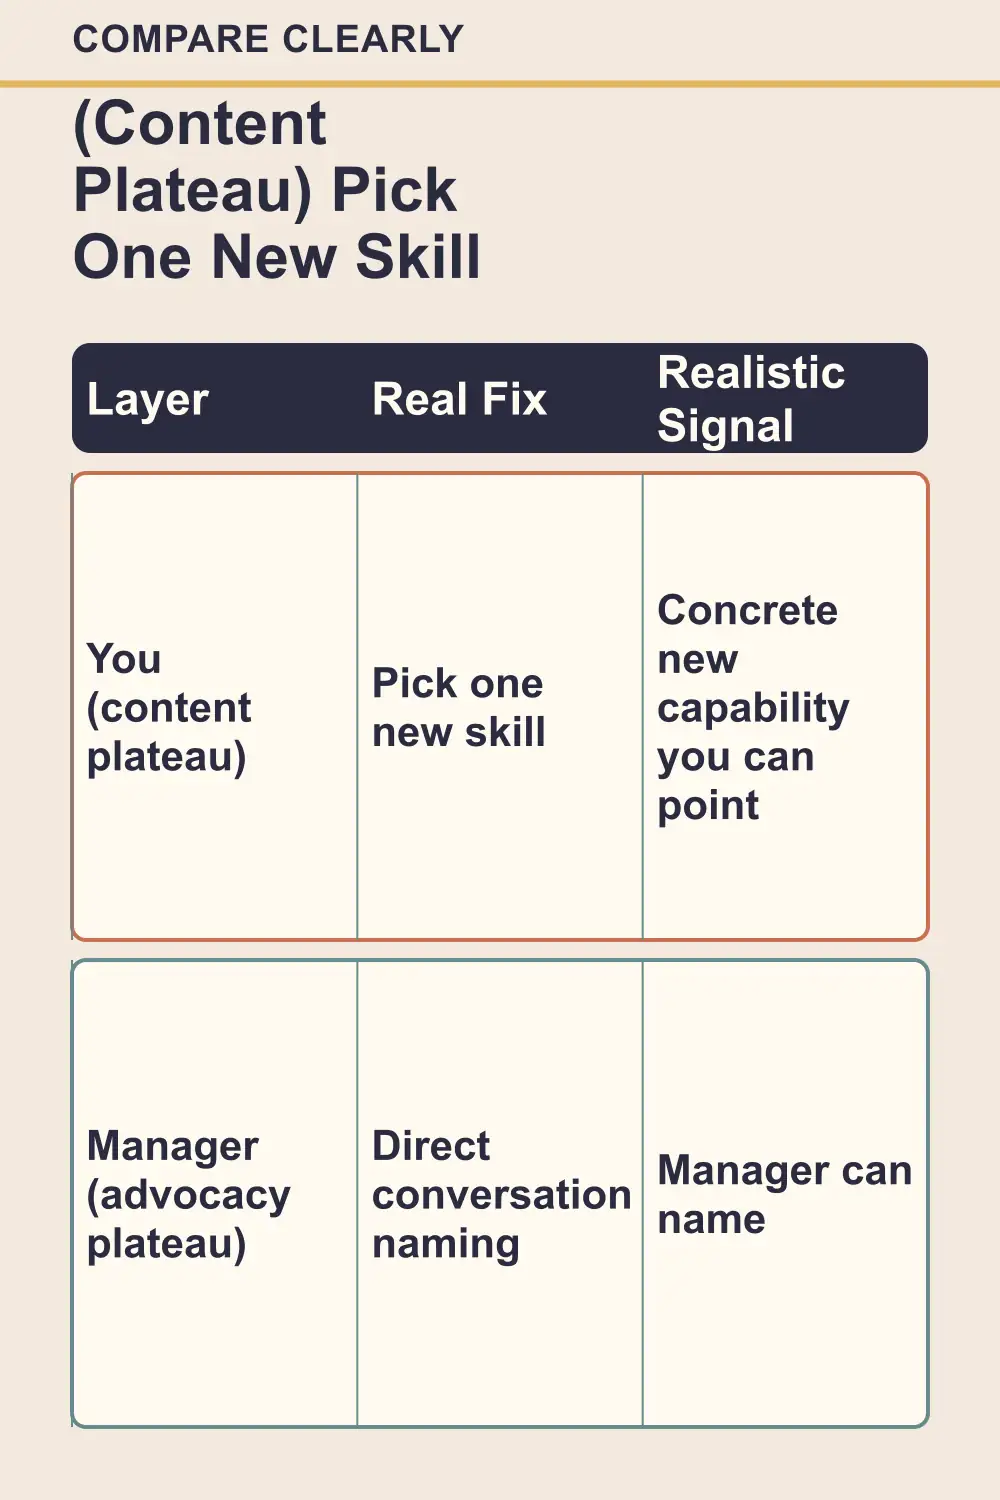 COMPARE CLEARLY
(Content
Plateau) Pick
One New Skill
Layer
Real Fix
Realistic
Signal
You
(content
plateau)
Pick one
new skill
Concrete
new
capability
you can
point
Manager
(advocacy
plateau)
Direct
conversation
naming
Manager can
name